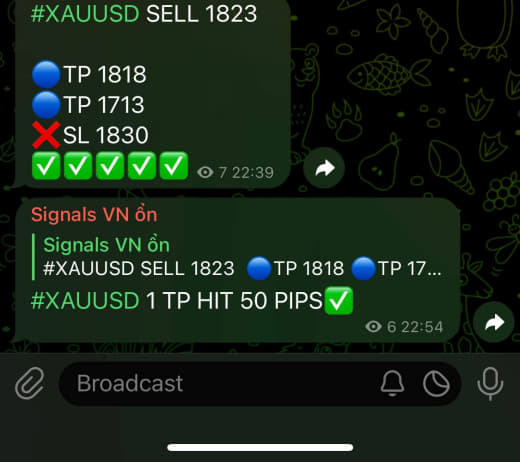 #XAUUSD SELL 1823
TP 1818
TP 1713
SL 1830
7 22:39
Signals VN ổn
Signals VN ổn
#XAUUSD SELL 1823 TP 1818 TP 17...
#XAUUSD 1 TP HIT 50 PIPS
6 22:54
Broadcast